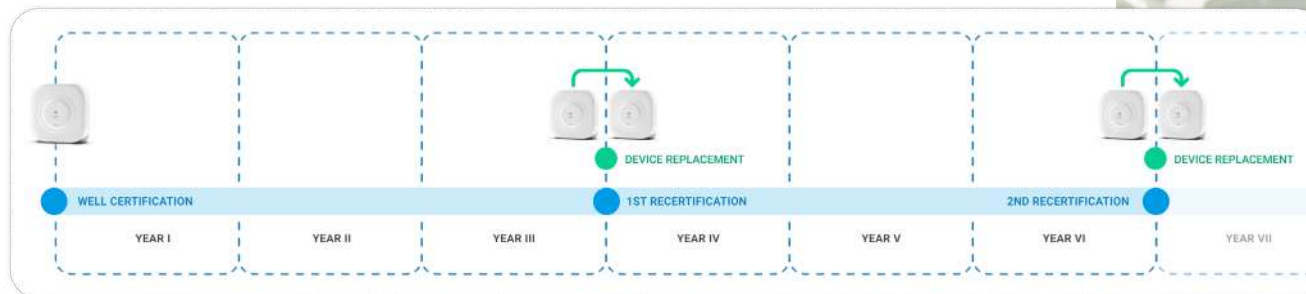 DEVICE REPLACEMENT
DEVICE REPLACEMENT
WELL CERTIFICATION
1ST RECERTIFICATION
2ND RECERTIFICATION
YEAR I
YEAR II
YEAR III
YEAR IV
YEAR V
YEAR VI
YEAR VII